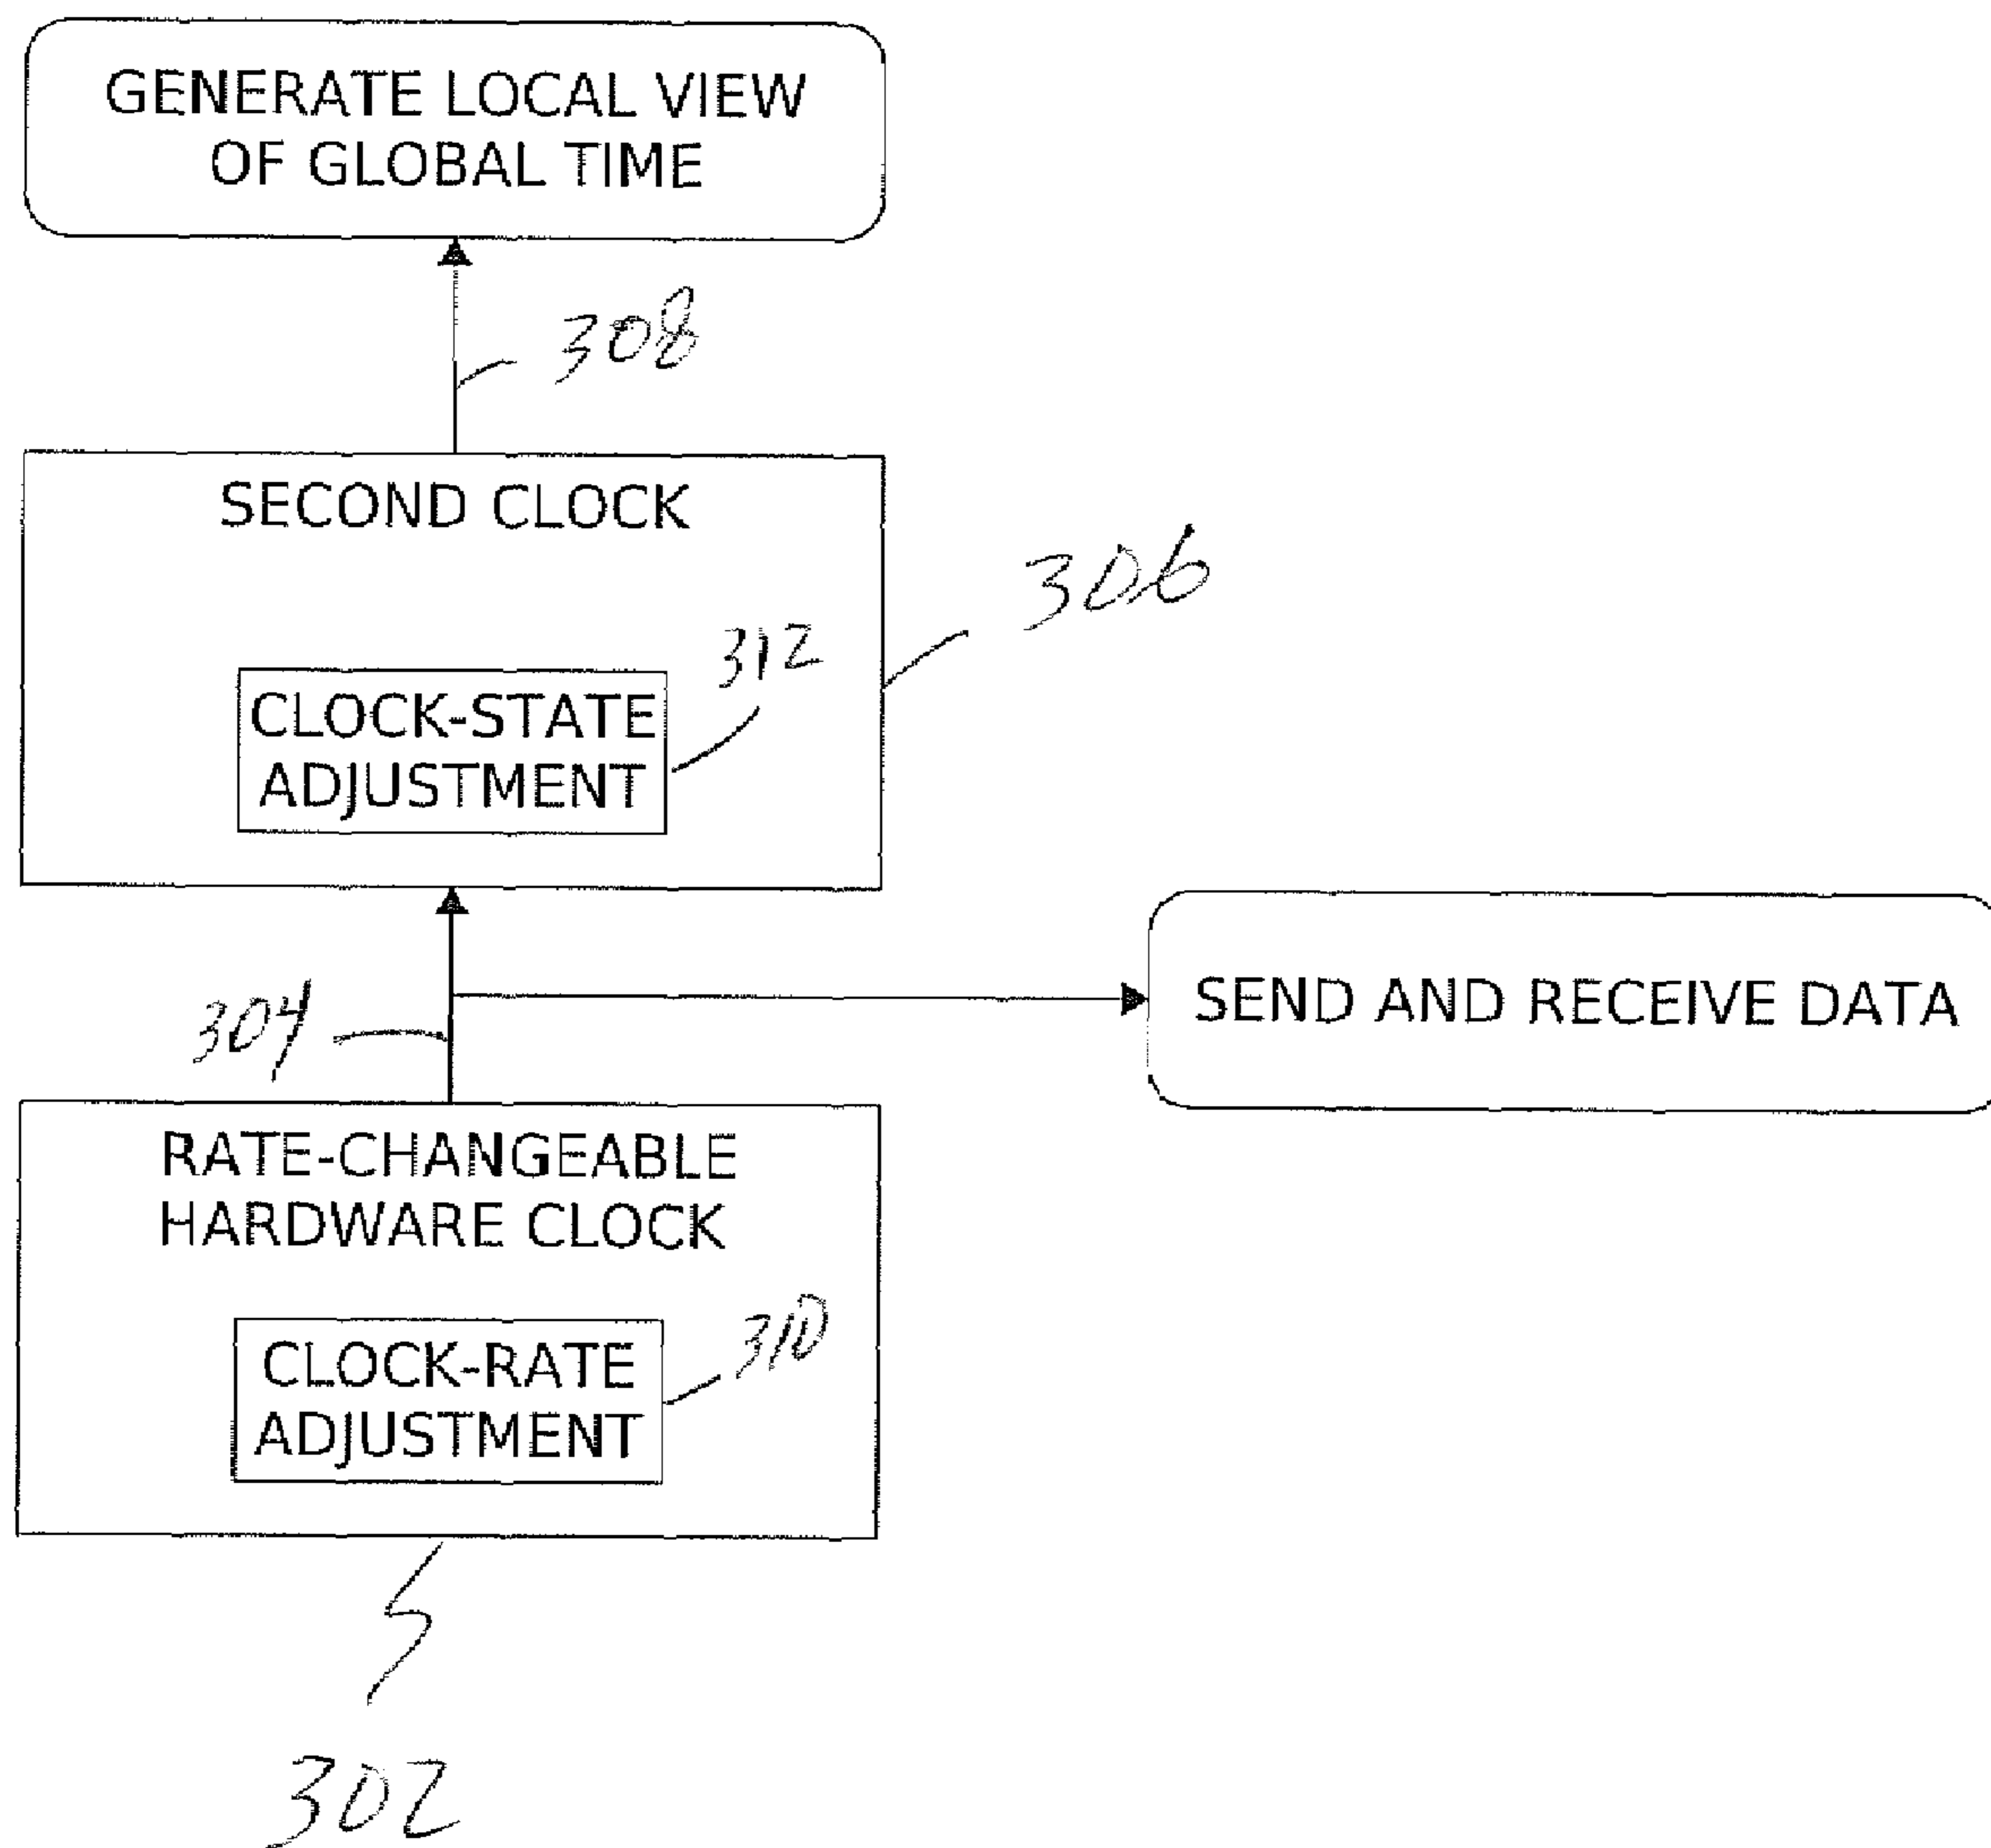 GENERATE LOCAL VIEW
OF GLOBAL TIME
308
SECOND CLOCK
306
312
CLOCK-STATE
ADJUSTMENT
304
SEND AND RECEIVE DATA
RATE-CHANGEABLE
HARDWARE CLOCK
310
CLOCK-RATE
ADJUSTMENT
302